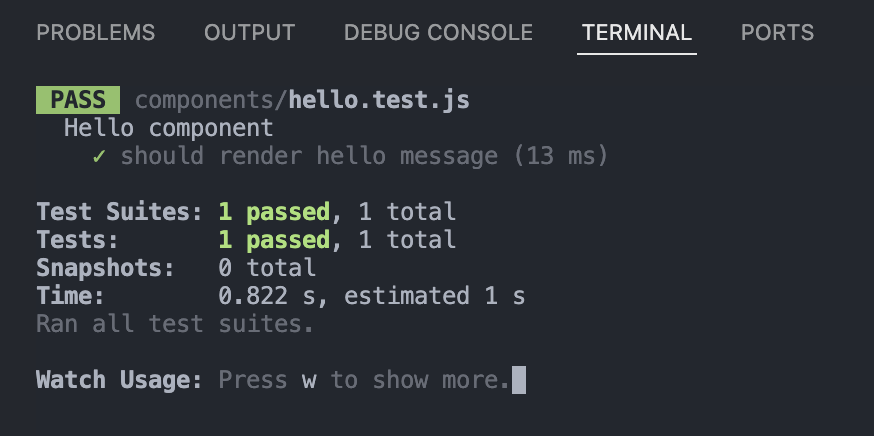 PROBLEMS OUTPUT DEBUG CONSOLE TERMINAL PORTS
PASS components/hello.test.js
Hello component
✓ should render hello message (13 ms)
Test Suites: 1 passed, 1 total
Tests: 1 passed, 1 total
Snapshots: 0 total
Time: 0.822 s, estimated 1 s
Ran all test suites.
Watch Usage: Press w to show more.